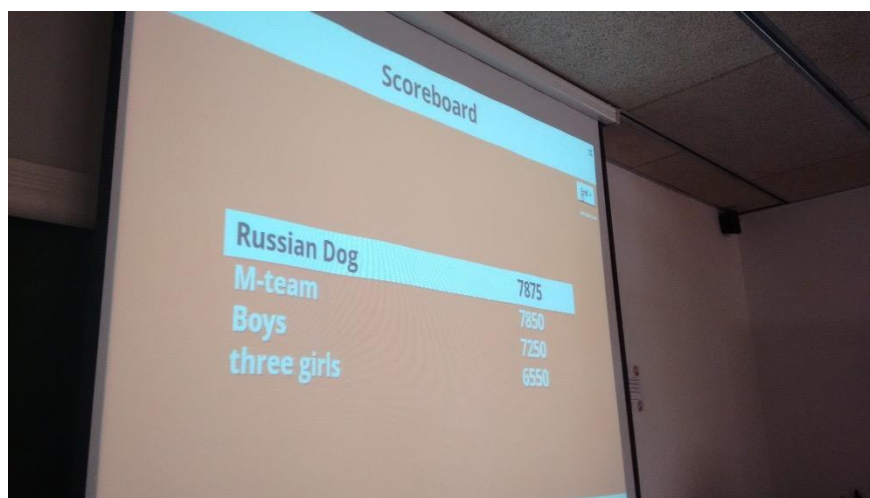 Scoreboard
Russian Dog 7875
M-team 7850
Boys 7250
three girls 6550